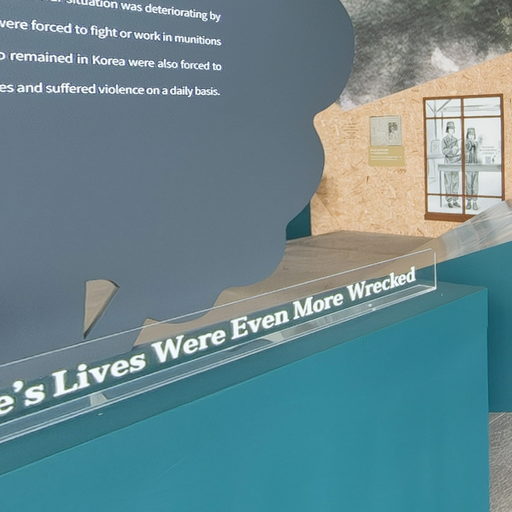 situation was deteriorating by
were forced to fight or work in munitions
remained in Korea were also forced to
es and suffered violence on a daily basis.
e's Lives Were Even More Wrecked